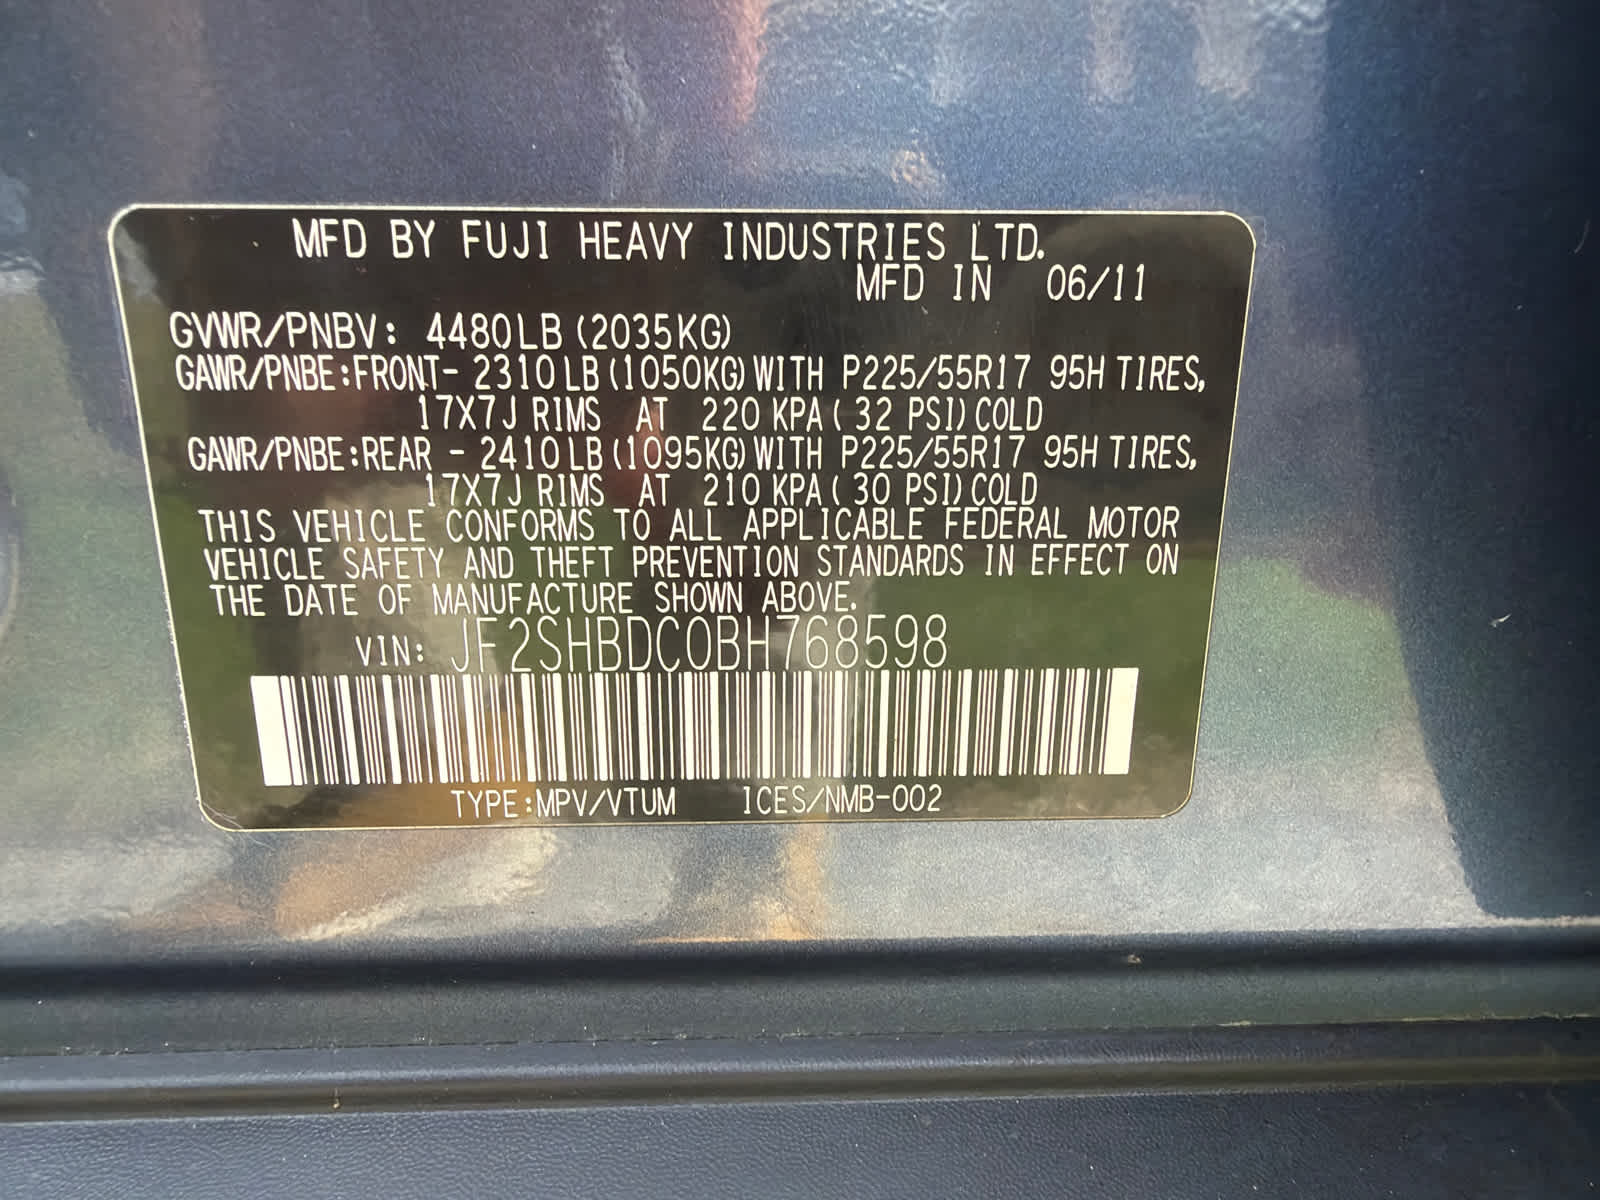 MFD BY FUJI HEAVY INDUSTRIES LTD.
MFD IN 06/11
GVWR/PNBV: 4480LB (2035KG)
GAWR/PNBE:FRONT- 2310LB (1050KG) WITH P225/55R17 95H TIRES,
17X7J RIMS AT 220 KPA ( 32 PSI) COLD
GAWR/PNBE:REAR - 2410LB (1095KG) WITH P225/55R17 95H TIRES,
17X7J RIMS AT 210 KPA ( 30 PSI) COLD
THIS VEHICLE CONFORMS TO ALL APPLICABLE FEDERAL MOTOR
VEHICLE SAFETY AND THEFT PREVENTION STANDARDS IN EFFECT ON
THE DATE OF MANUFACTURE SHOWN ABOVE.
VIN: JF2SHBDC0BH768598
TYPE:MPV/VTUM ICES/NMB-002